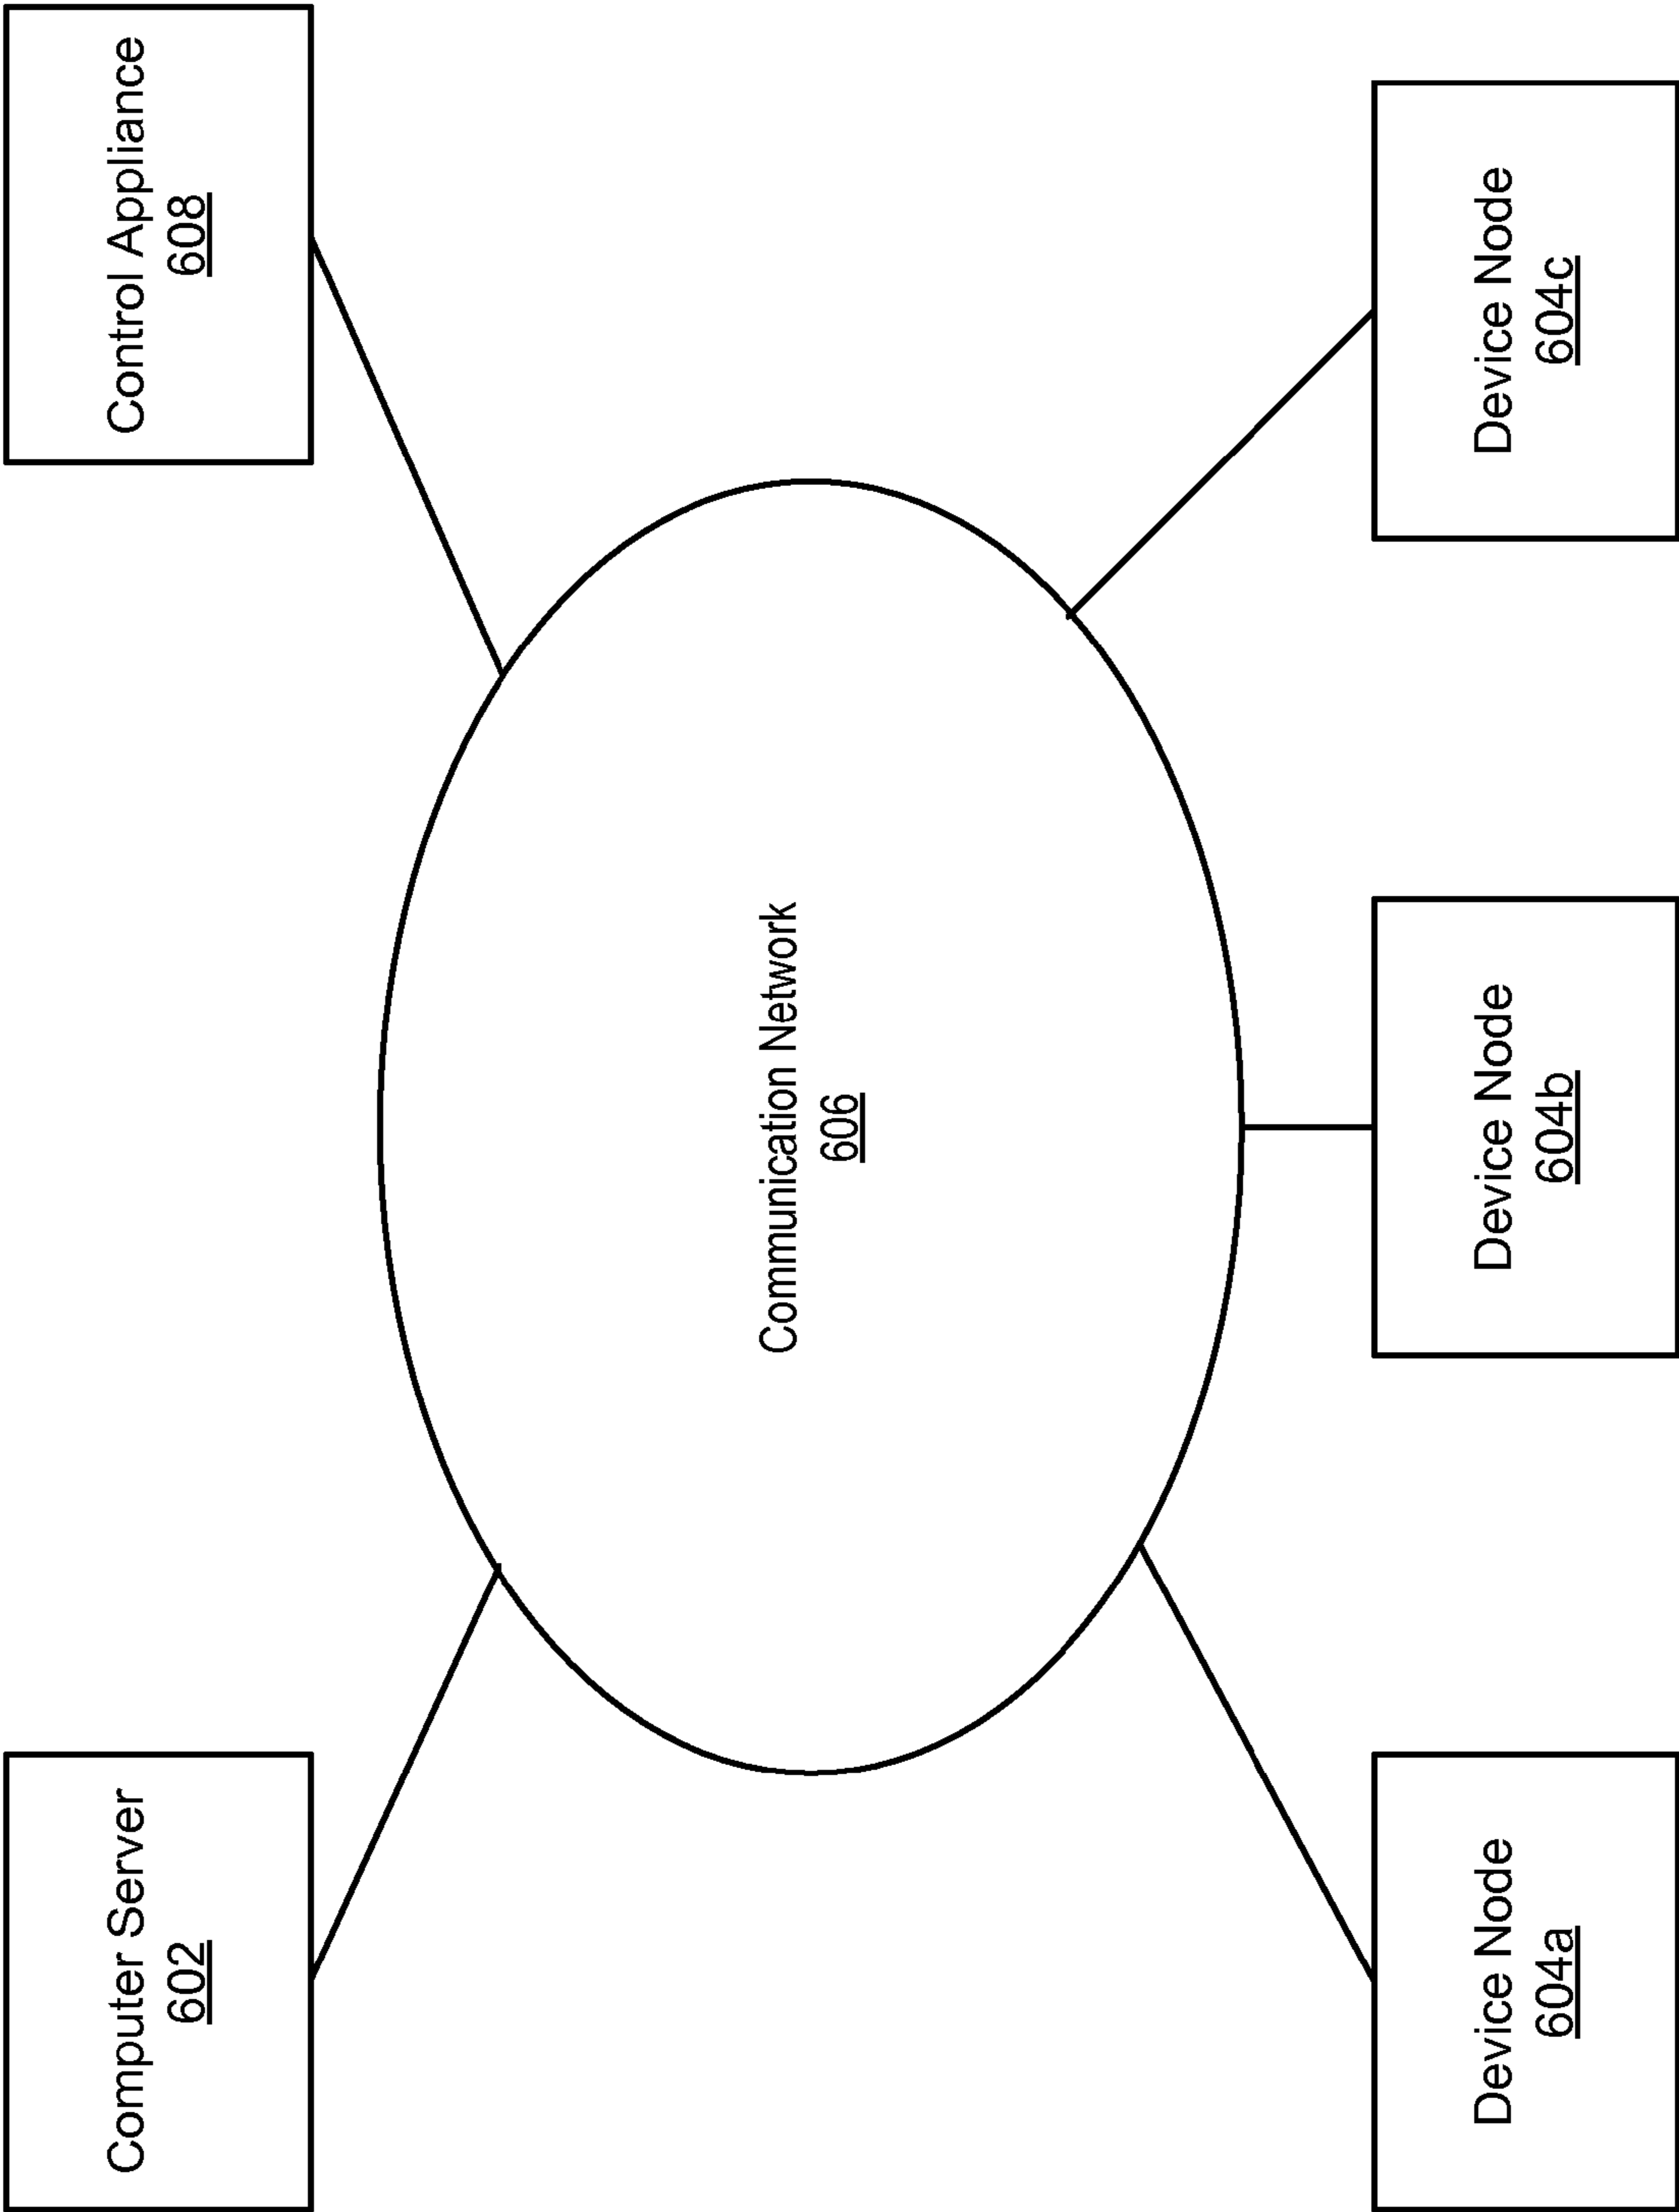 Computer Server
602
Control Appliance
608
Communication Network
606
Device Node
604a
Device Node
604b
Device Node
604c